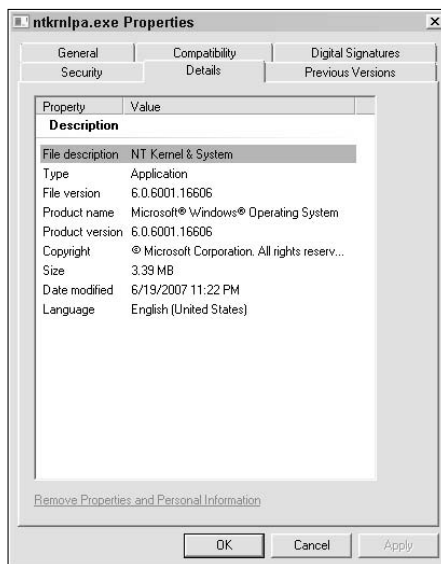 ntkrnlpa.exe Properties
General Compatibility Digital Signatures
Security Details Previous Versions
Property Value
Description
File description NT Kernel & System
Type Application
File version 6.0.6001.16606
Product name Microsoft® Windows® Operating System
Product version 6.0.6001.16606
Copyright © Microsoft Corporation. All rights reserv...
Size 3.39 MB
Date modified 6/19/2007 11:22 PM
Language English (United States)
Remove Properties and Personal Information
OK Cancel Apply